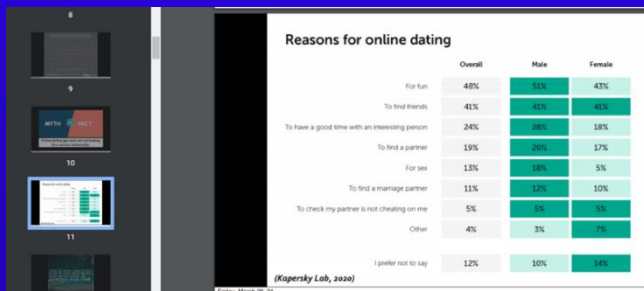 8
9
MYTH FACT
10
11
Reasons for online dating
Overall Male Female
For fun 48% 51% 43%
To find friends 41% 41% 41%
To have a good time with an interesting person 24% 28% 18%
To find a partner 19% 20% 17%
For sex 13% 18% 5%
To find a marriage partner 11% 12% 10%
To check my partner is not cheating on me 5% 5% 5%
Other 4% 3% 7%
I prefer not to say 12% 10% 14%
(Kapersky Lab, 2020)